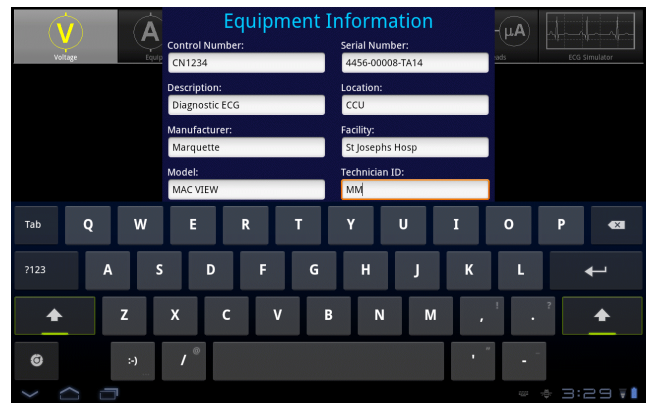 Equipment Information
V
A
µA
Voltage
Equip
ads
ECG Simulator
Control Number:
Serial Number:
CN1234
4456-00008-TA14
Description:
Location:
Diagnostic ECG
CCU
Manufacturer:
Facility:
Marquette
St Josephs Hosp
Model:
Technician ID:
MAC VIEW
MM
Tab Q W E R T Y U I O P
?123 A S D F G H J K L
Z X C V B N M , ! . ?
:-) / @ ' " - _
3:29